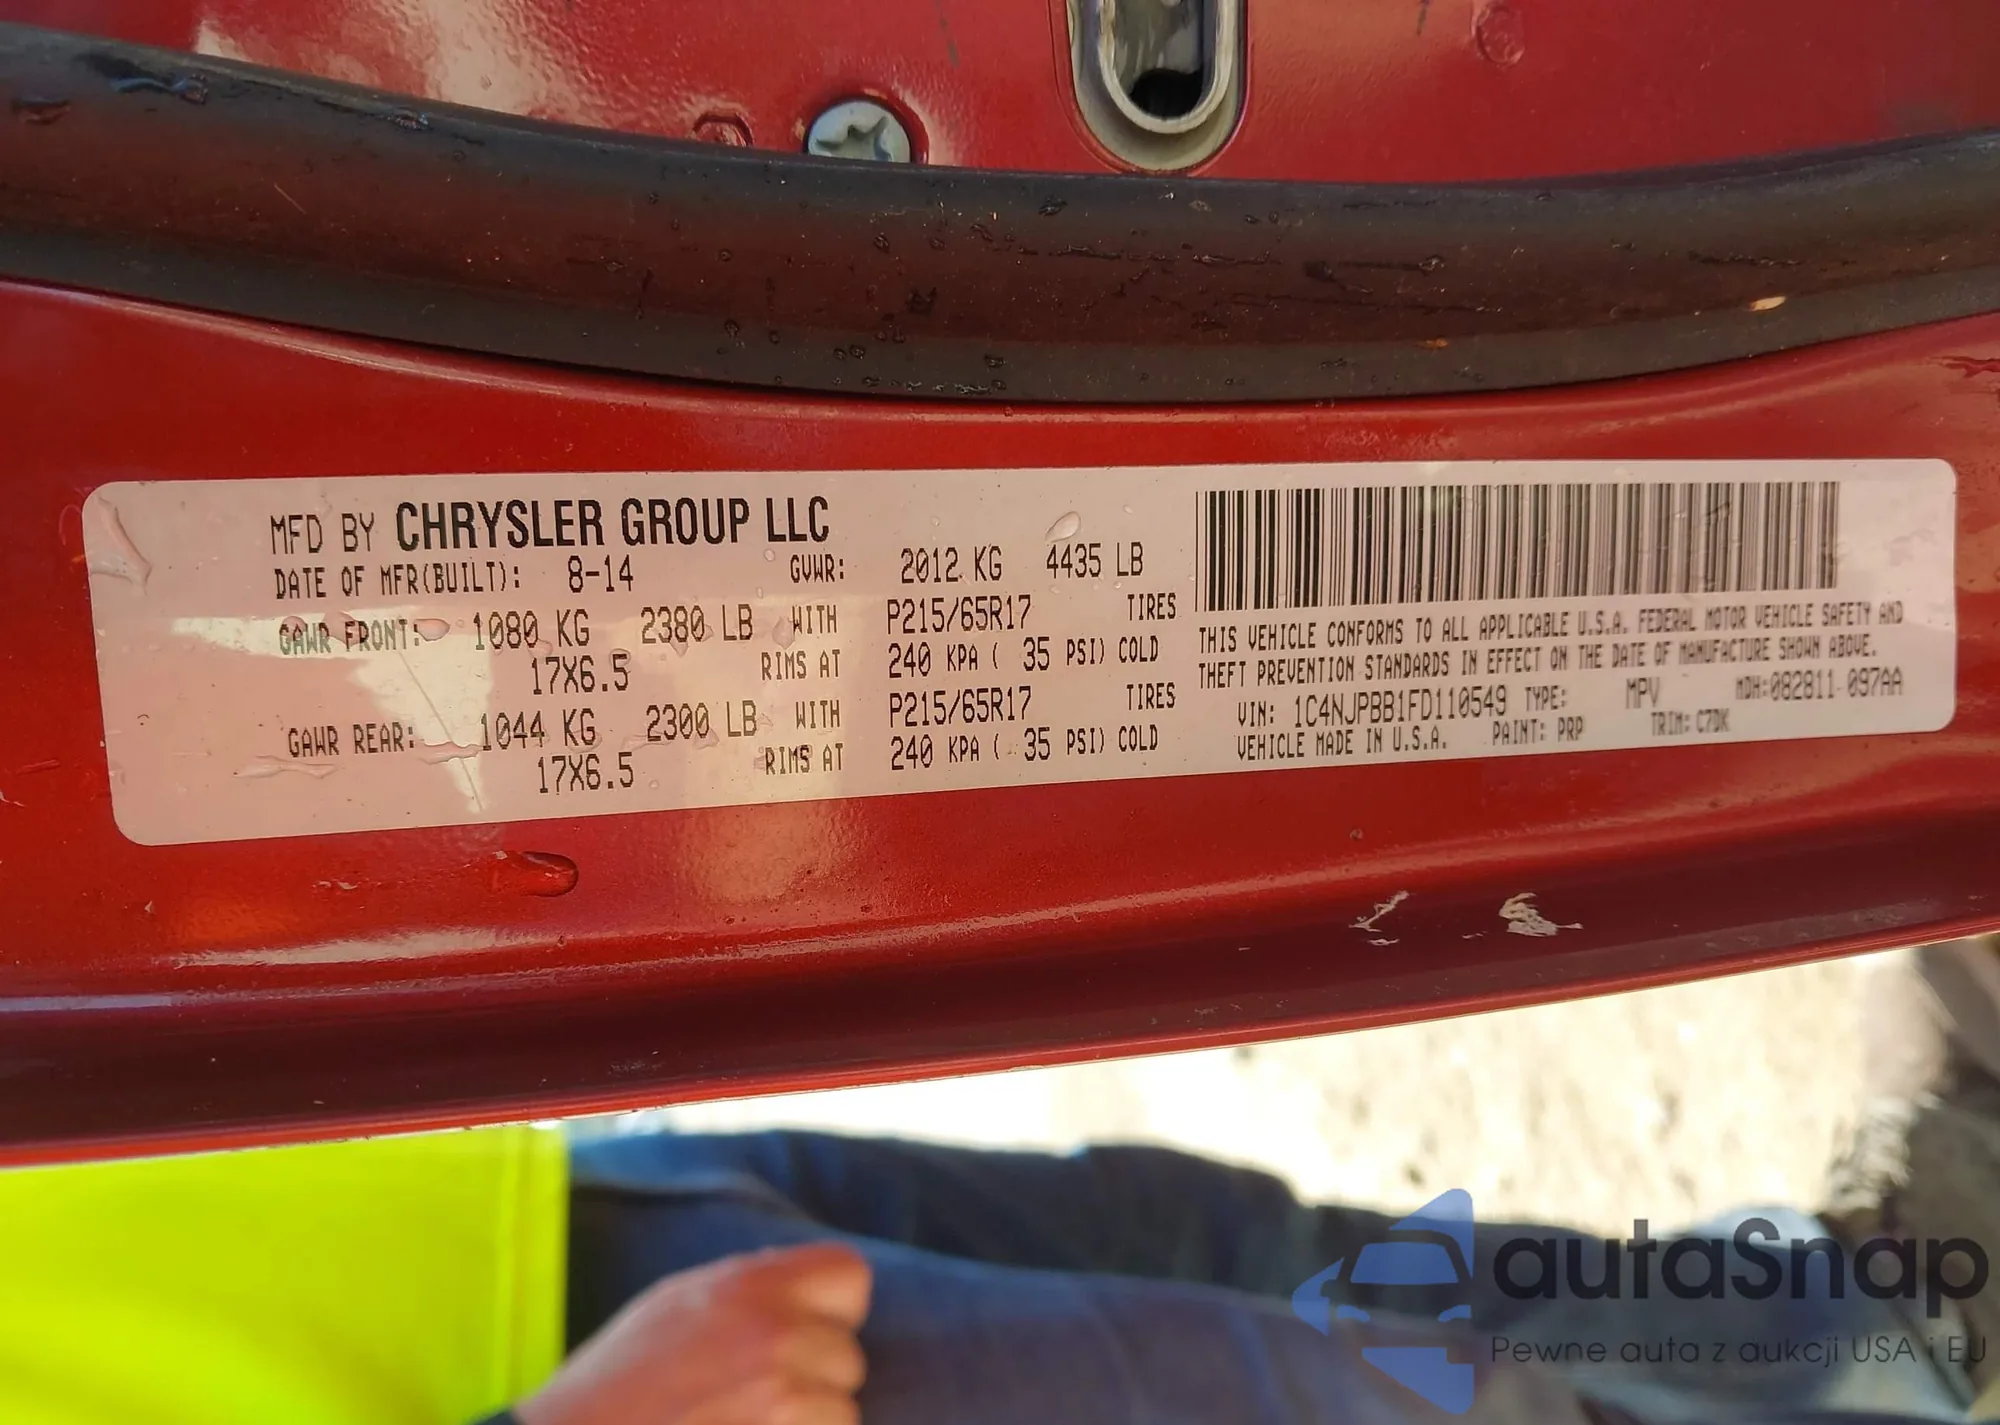 MFD BY CHRYSLER GROUP LLC
DATE OF MFR(BUILT): 8-14 GVWR: 2012 KG 4435 LB
GAWR FRONT: 1080 KG 2380 LB WITH P215/65R17 TIRES
17X6.5 RIMS AT 240 KPA ( 35 PSI) COLD
GAWR REAR: 1044 KG 2300 LB WITH P215/65R17 TIRES
17X6.5 RIMS AT 240 KPA ( 35 PSI) COLD
THIS VEHICLE CONFORMS TO ALL APPLICABLE U.S.A. FEDERAL MOTOR VEHICLE SAFETY AND
THEFT PREVENTION STANDARDS IN EFFECT ON THE DATE OF MANUFACTURE SHOWN ABOVE.
VIN: 1C4NJPBB1FD110549 TYPE: MPV MDH:082811 097AA
VEHICLE MADE IN U.S.A. PAINT: PRP TRIM: C7DK
autaSnap
Pewne auta z aukcji USA i EU